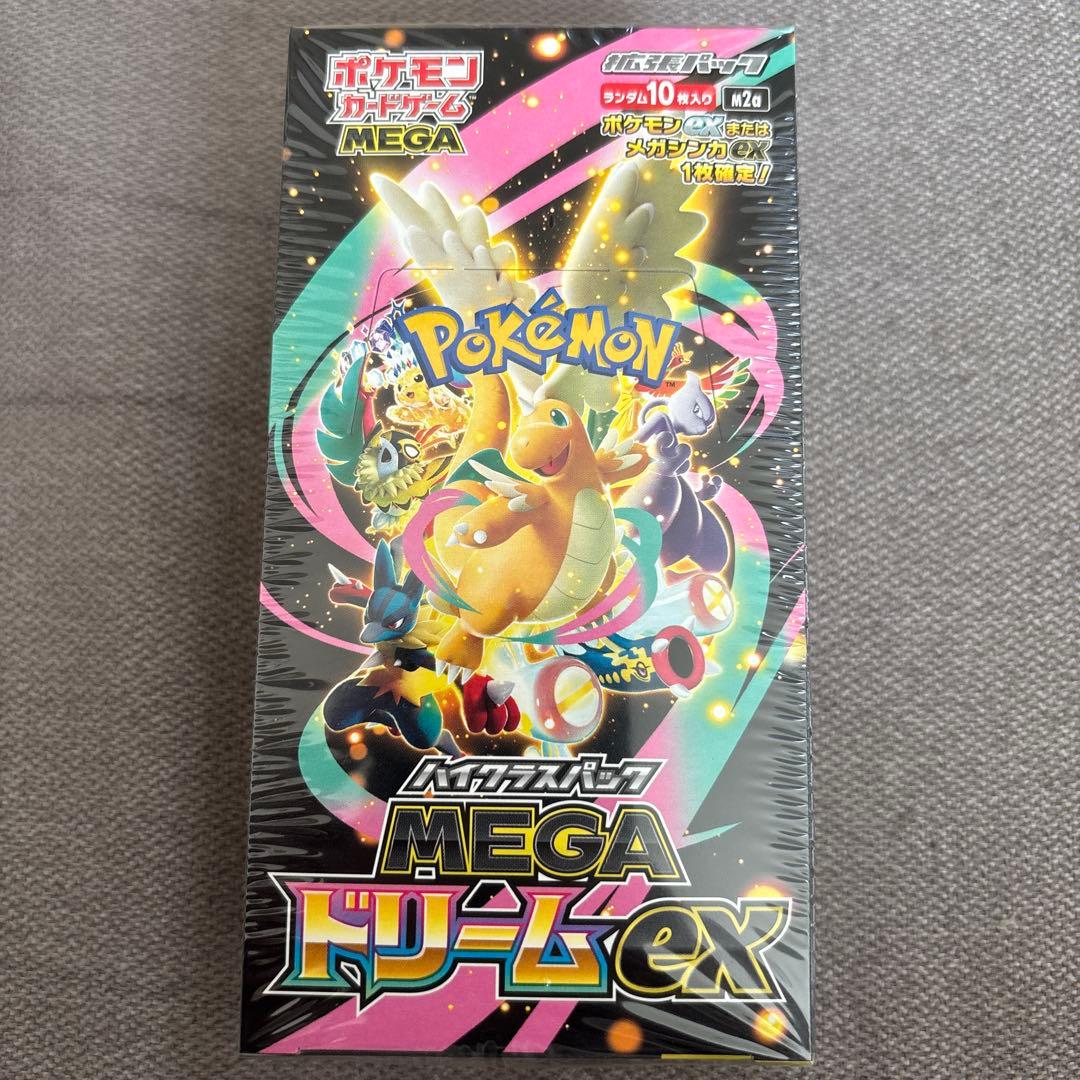 ポケモン
カードゲーム
MEGA
拡張パック
ランダム10枚入り M2a
ポケモンexまたは
メガシンカex
1枚確定!
POKéMON
TM
ハイクラスパック
MEGA
ドリームex